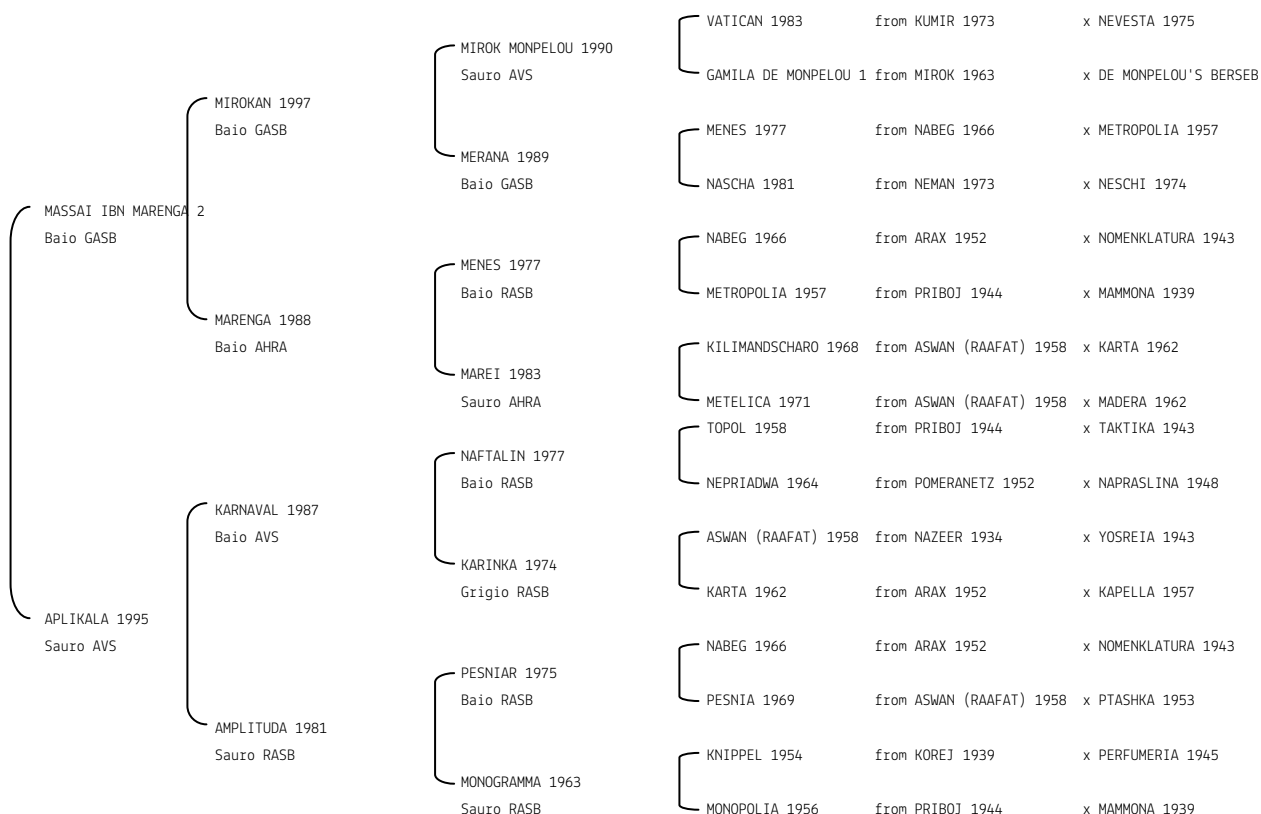 VATICAN 1983 from KUMIR 1973 x NEVESTA 1975
MIROK MONPELOU 1990
Sauro AVS
GAMILA DE MONPELOU 1 from MIROK 1963 x DE MONPELOU'S BERSEB
MIROKAN 1997
Baio GASB
MENES 1977 from NABEG 1966 x METROPOLIA 1957
MERANA 1989
Baio GASB
NASCHA 1981 from NEMAN 1973 x NESCHI 1974
MASSAI IBN MARENGA 2
Baio GASB
NABEG 1966 from ARAX 1952 x NOMENKLATURA 1943
MENES 1977
Baio RASB
METROPOLIA 1957 from PRIBOJ 1944 x MAMMONA 1939
MARENGA 1988
Baio AHRA
KILIMANDSCHARO 1968 from ASWAN (RAAFAT) 1958 x KARTA 1962
MAREI 1983
Sauro AHRA
METELICA 1971 from ASWAN (RAAFAT) 1958 x MADERA 1962
TOPOL 1958 from PRIBOJ 1944 x TAKTIKA 1943
NAFTALIN 1977
Baio RASB
NEPRIADWA 1964 from POMERANETZ 1952 x NAPRASLINA 1948
KARNAVAL 1987
Baio AVS
ASWAN (RAAFAT) 1958 from NAZEER 1934 x YOSREIA 1943
KARINKA 1974
Grigio RASB
KARTA 1962 from ARAX 1952 x KAPELLA 1957
APLIKALA 1995
Sauro AVS
NABEG 1966 from ARAX 1952 x NOMENKLATURA 1943
PESNIAR 1975
Baio RASB
PESNIA 1969 from ASWAN (RAAFAT) 1958 x PTASHKA 1953
AMPLITUDA 1981
Sauro RASB
KNIPPEL 1954 from KOREJ 1939 x PERFUMERIA 1945
MONOGRAMMA 1963
Sauro RASB
MONOPOLIA 1956 from PRIBOJ 1944 x MAMMONA 1939